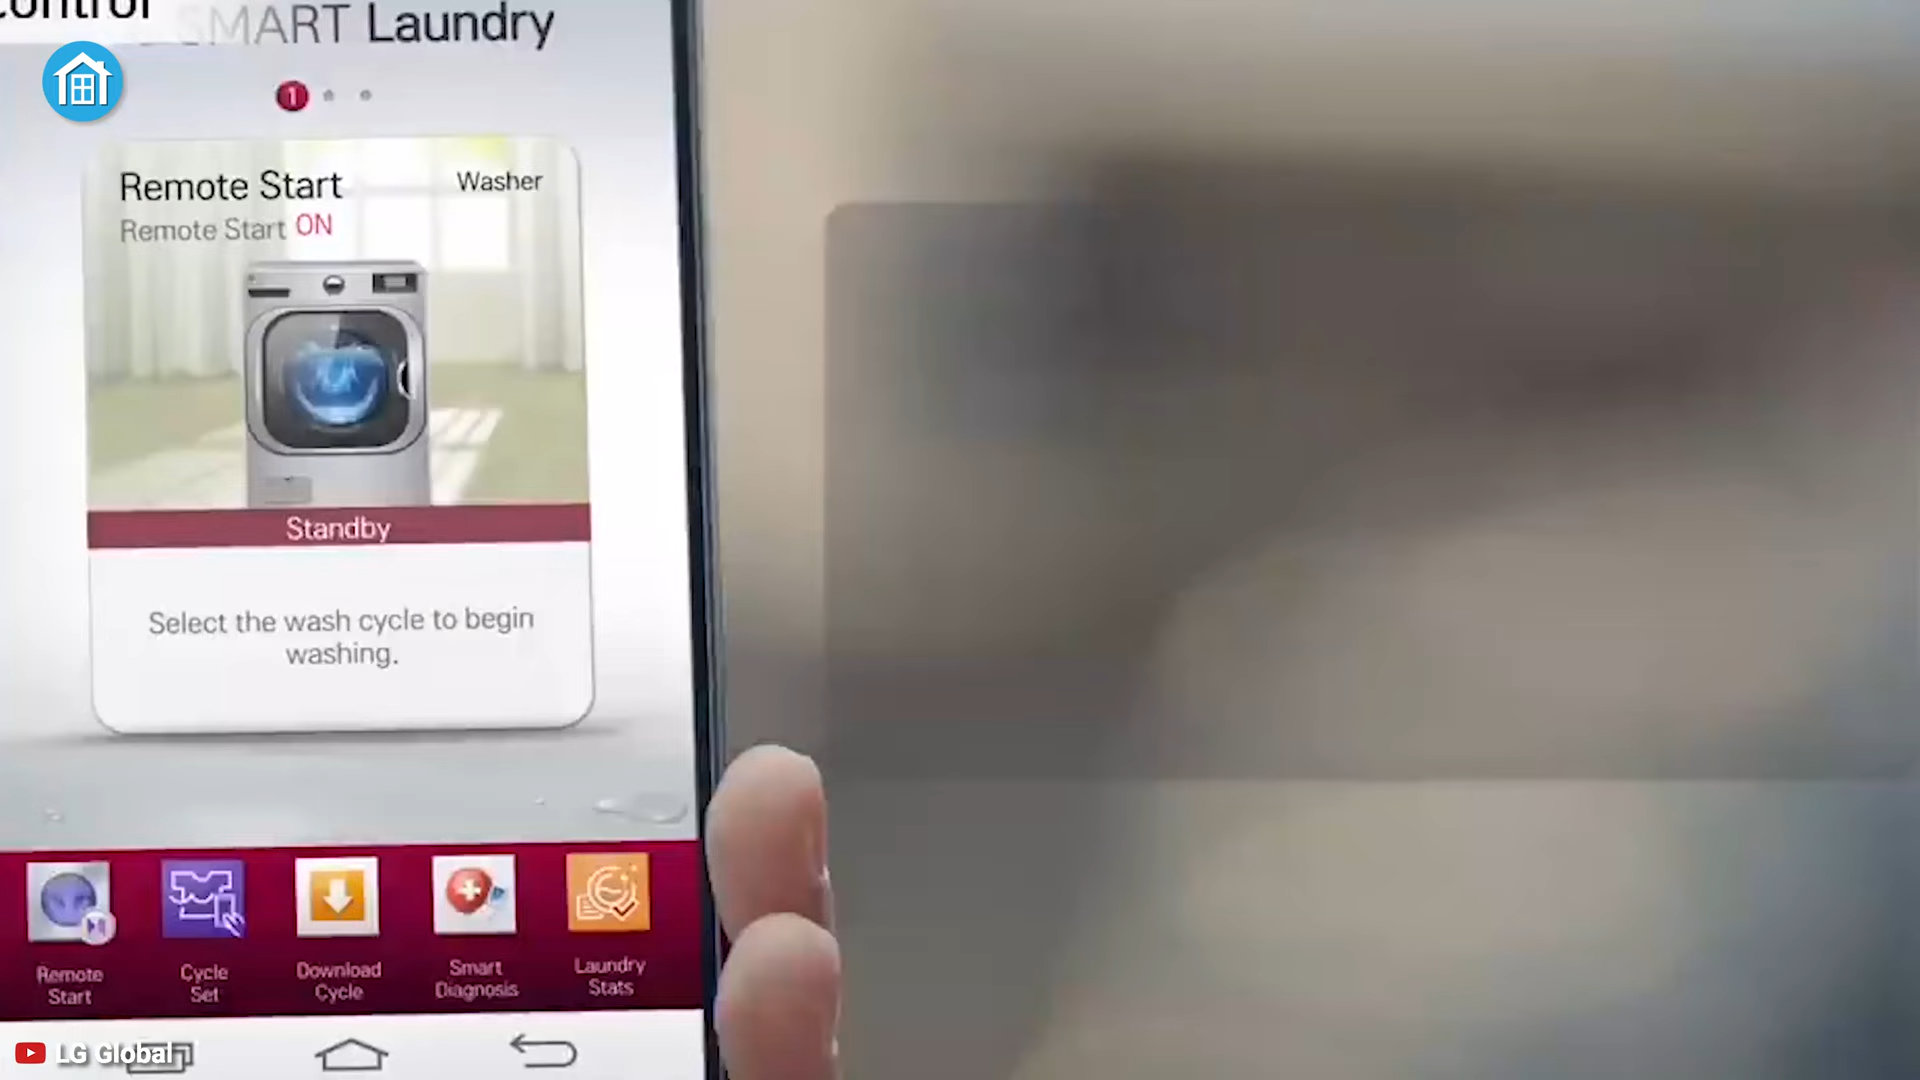 control
SMART Laundry
1
Remote Start
Washer
Remote Start ON
Standby
Select the wash cycle to begin
washing.
Remote
Start
Cycle
Set
Download
Cycle
Smart
Diagnosis
Laundry
Stats
LG Global